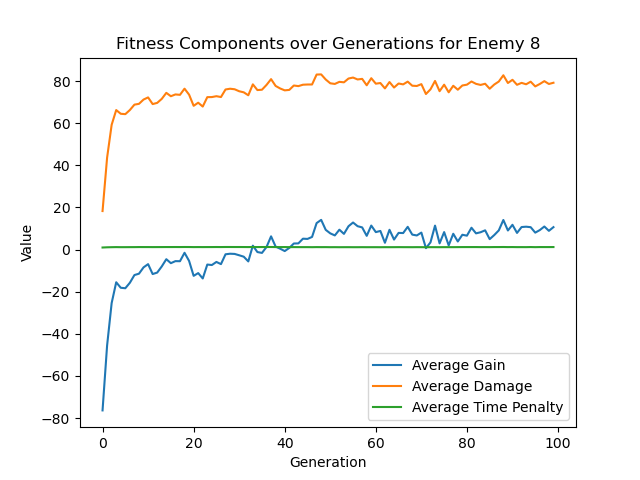 Fitness Components over Generations for Enemy 8
Value
80
60
40
20
0
−20
−40
−60
−80
0 20 40 60 80 100
Generation
Average Gain
Average Damage
Average Time Penalty